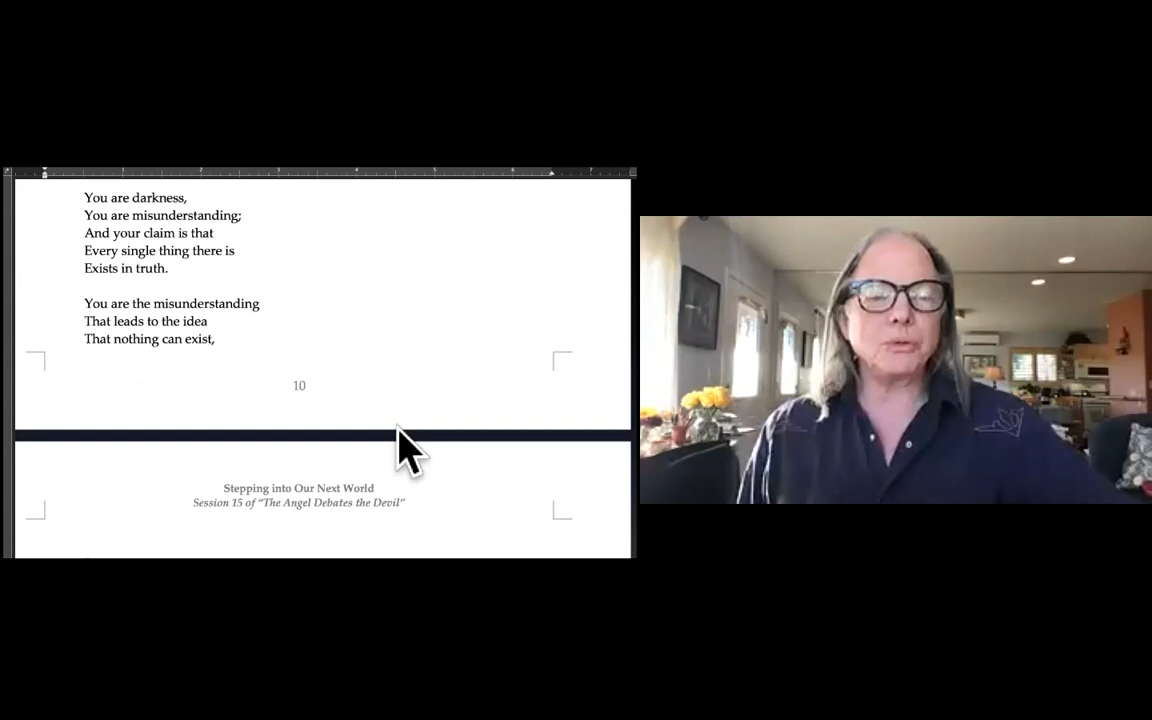 You are darkness,
You are misunderstanding;
And your claim is that
Every single thing there is
Exists in truth.
You are the misunderstanding
That leads to the idea
That nothing can exist,
10
Stepping into Our Next World
Session 15 of “The Angel Debates the Devil”